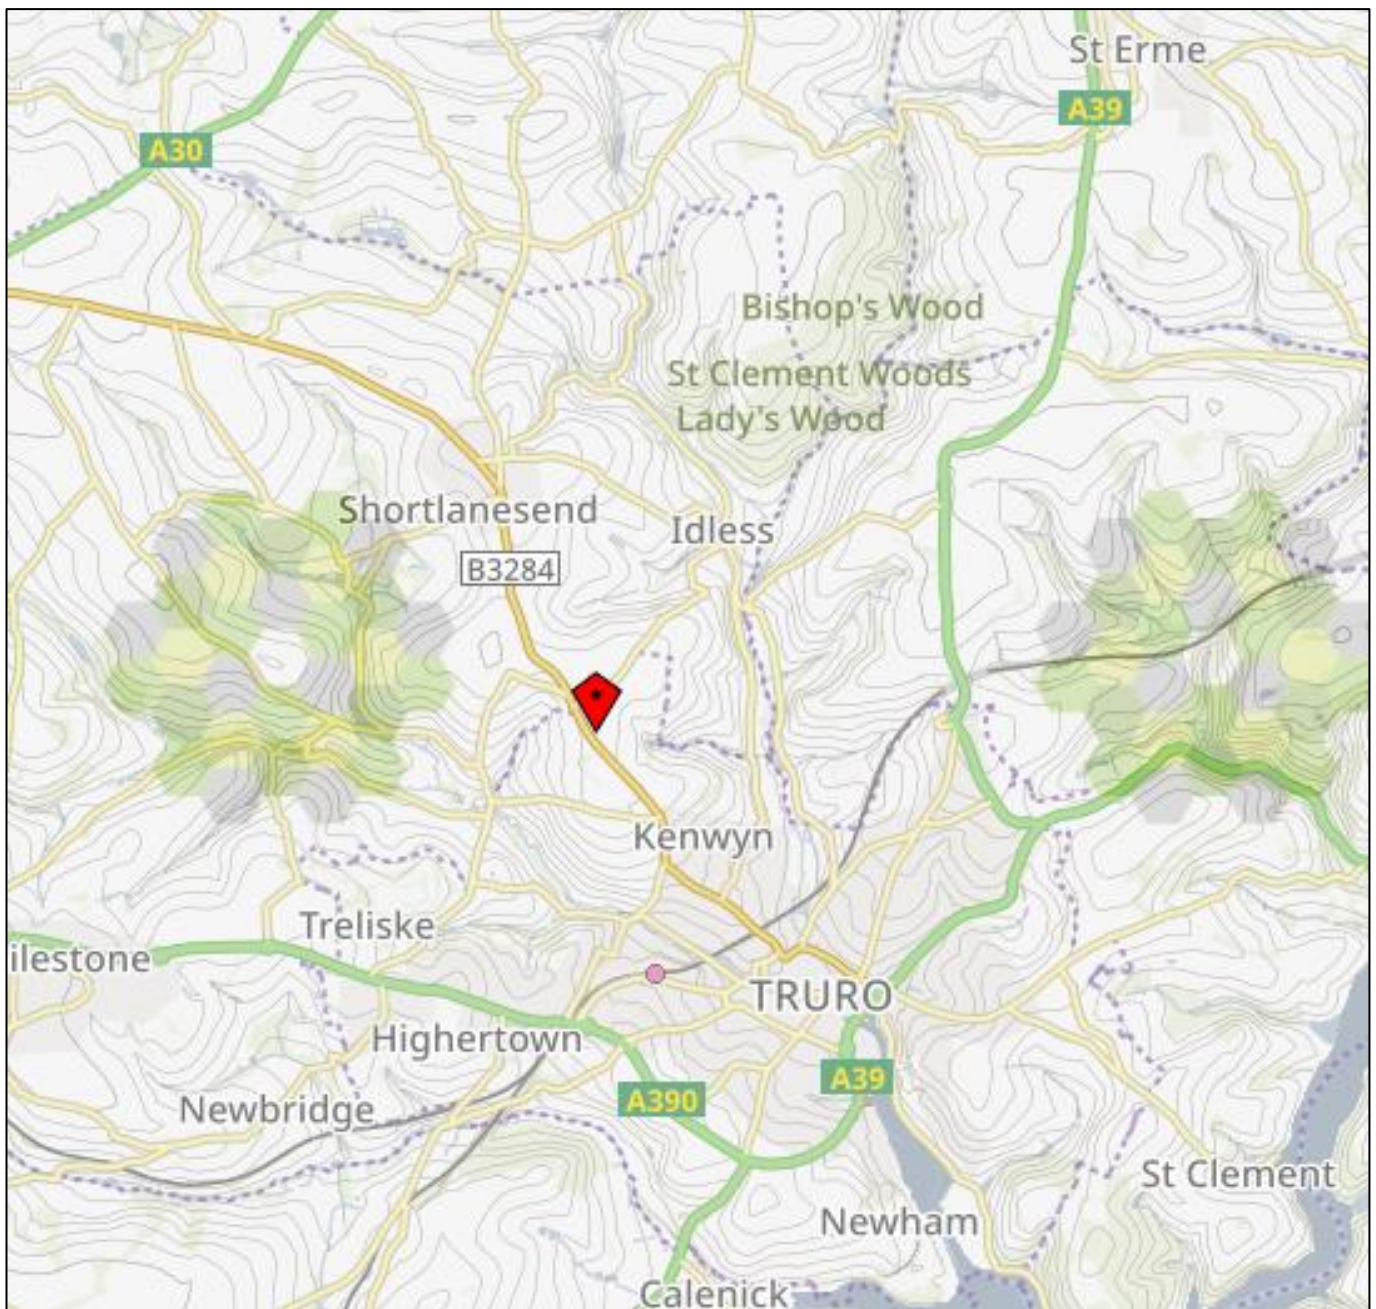 St Erme
A39
A30
Bishop's Wood
St Clement Woods
Lady's Wood
Shortlanesend
Idless
B3284
Kenwyn
Treliske
ilestone
TRURO
Highertown
A39
A390
Newbridge
St Clement
Newham
Calenick